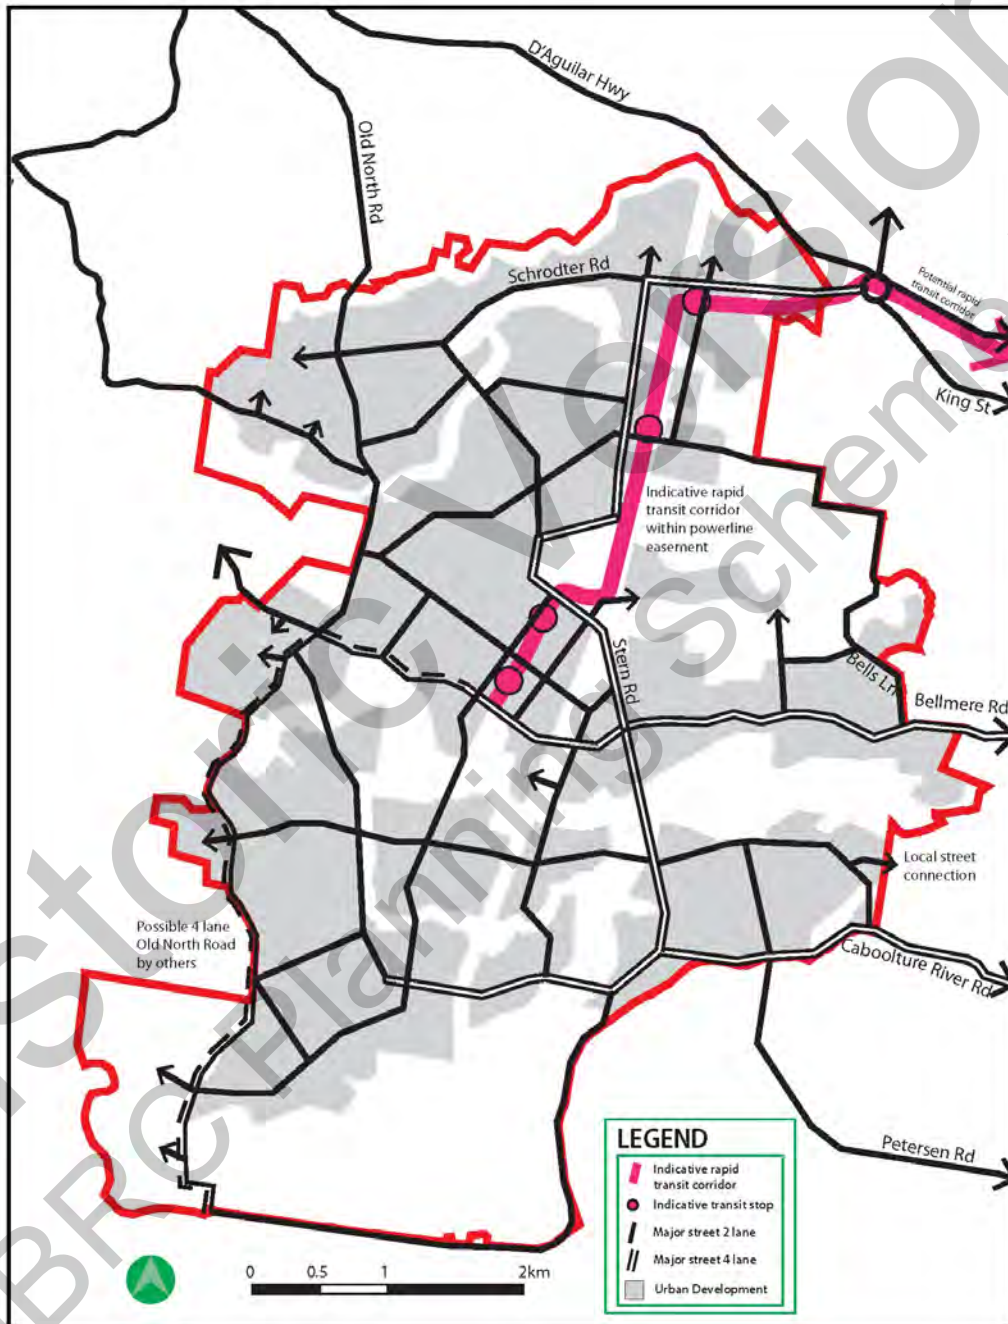 D'Aguilar Hwy
Old North Rd
Schrodter Rd
Potential rapid
transit corridor
King St
Indicative rapid
transit corridor
within powerline
easement
Stern Rd
Bells Ln
Bellmere Rd
Local street
connection
Possible 4 lane
Old North Road
by others
Caboolture River Rd
Petersen Rd
LEGEND
Indicative rapid
transit corridor
Indicative transit stop
Major street 2 lane
Major street 4 lane
Urban Development
0 0.5 1 2km
Version
BRC Planning Scheme